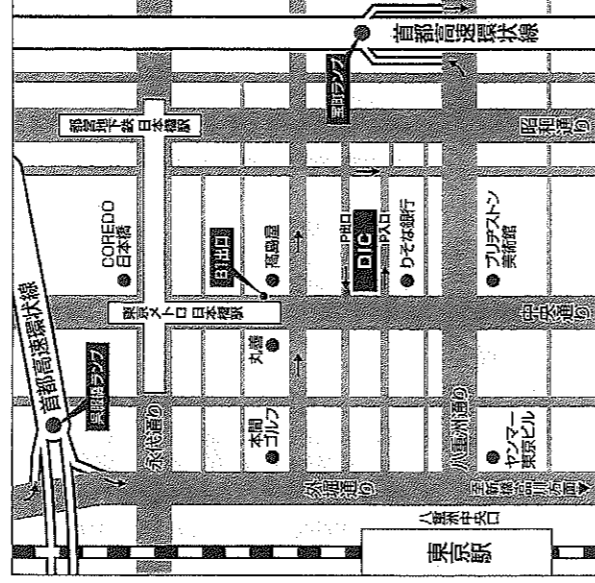 首都高速環状線
呉服橋ランプ
永代通り
COREDO
日本橋
都営地下鉄 日本橋駅
東京メトロ 日本橋駅
B1出口
髙島屋
丸善
本間
ゴルフ
外堀通り
P出口
DIC
P入口
りそな銀行
宝町ランプ
首都高速環状線
八重洲通り
昭和通り
ブリヂストン
美術館
中央通り
ヤンマー
東京ビル
至新橋・品川方面
八重洲中央口
東京駅